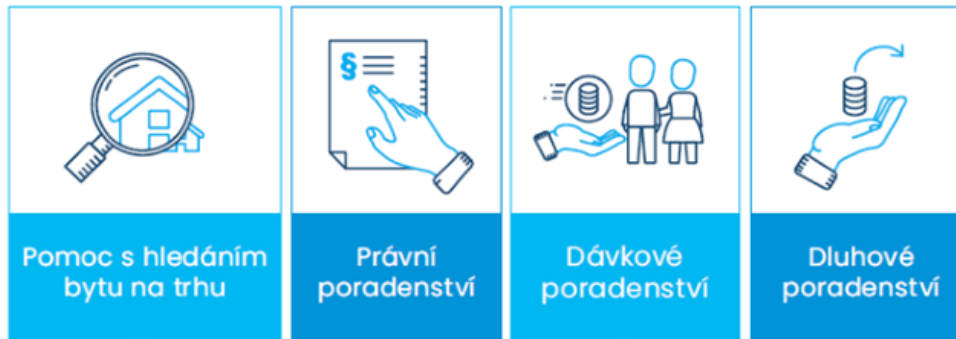 §
Pomoc s hledáním
bytu na trhu
Právní
poradenství
Dávkové
poradenství
Dluhové
poradenství